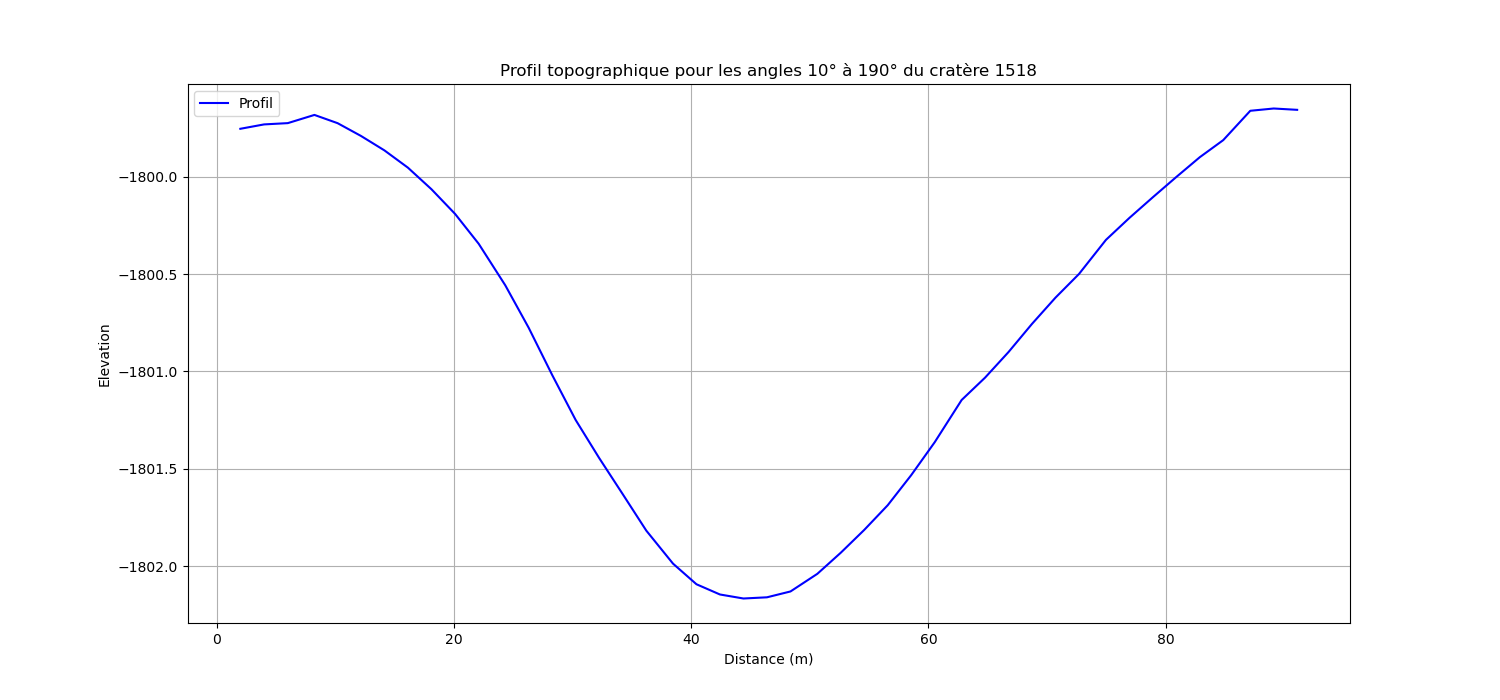 Profil topographique pour les angles 10° à 190° du cratère 1518
Profil
−1800.0
−1800.5
−1801.0
−1801.5
−1802.0
Elevation
0 20 40 60 80
Distance (m)